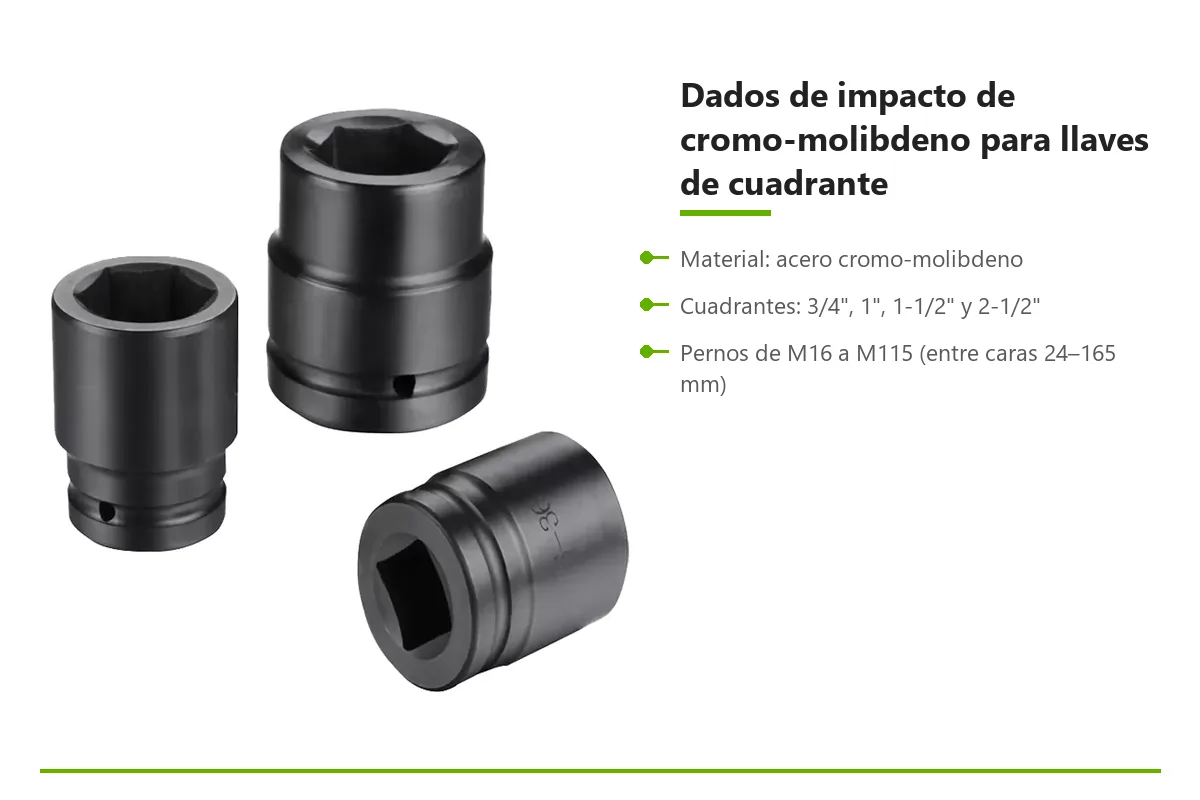 Dados de impacto de
cromo-molibdeno para llaves
de cuadrante
Material: acero cromo-molibdeno
Cuadrantes: 3/4", 1", 1-1/2" y 2-1/2"
Pernos de M16 a M115 (entre caras 24–165
mm)
36